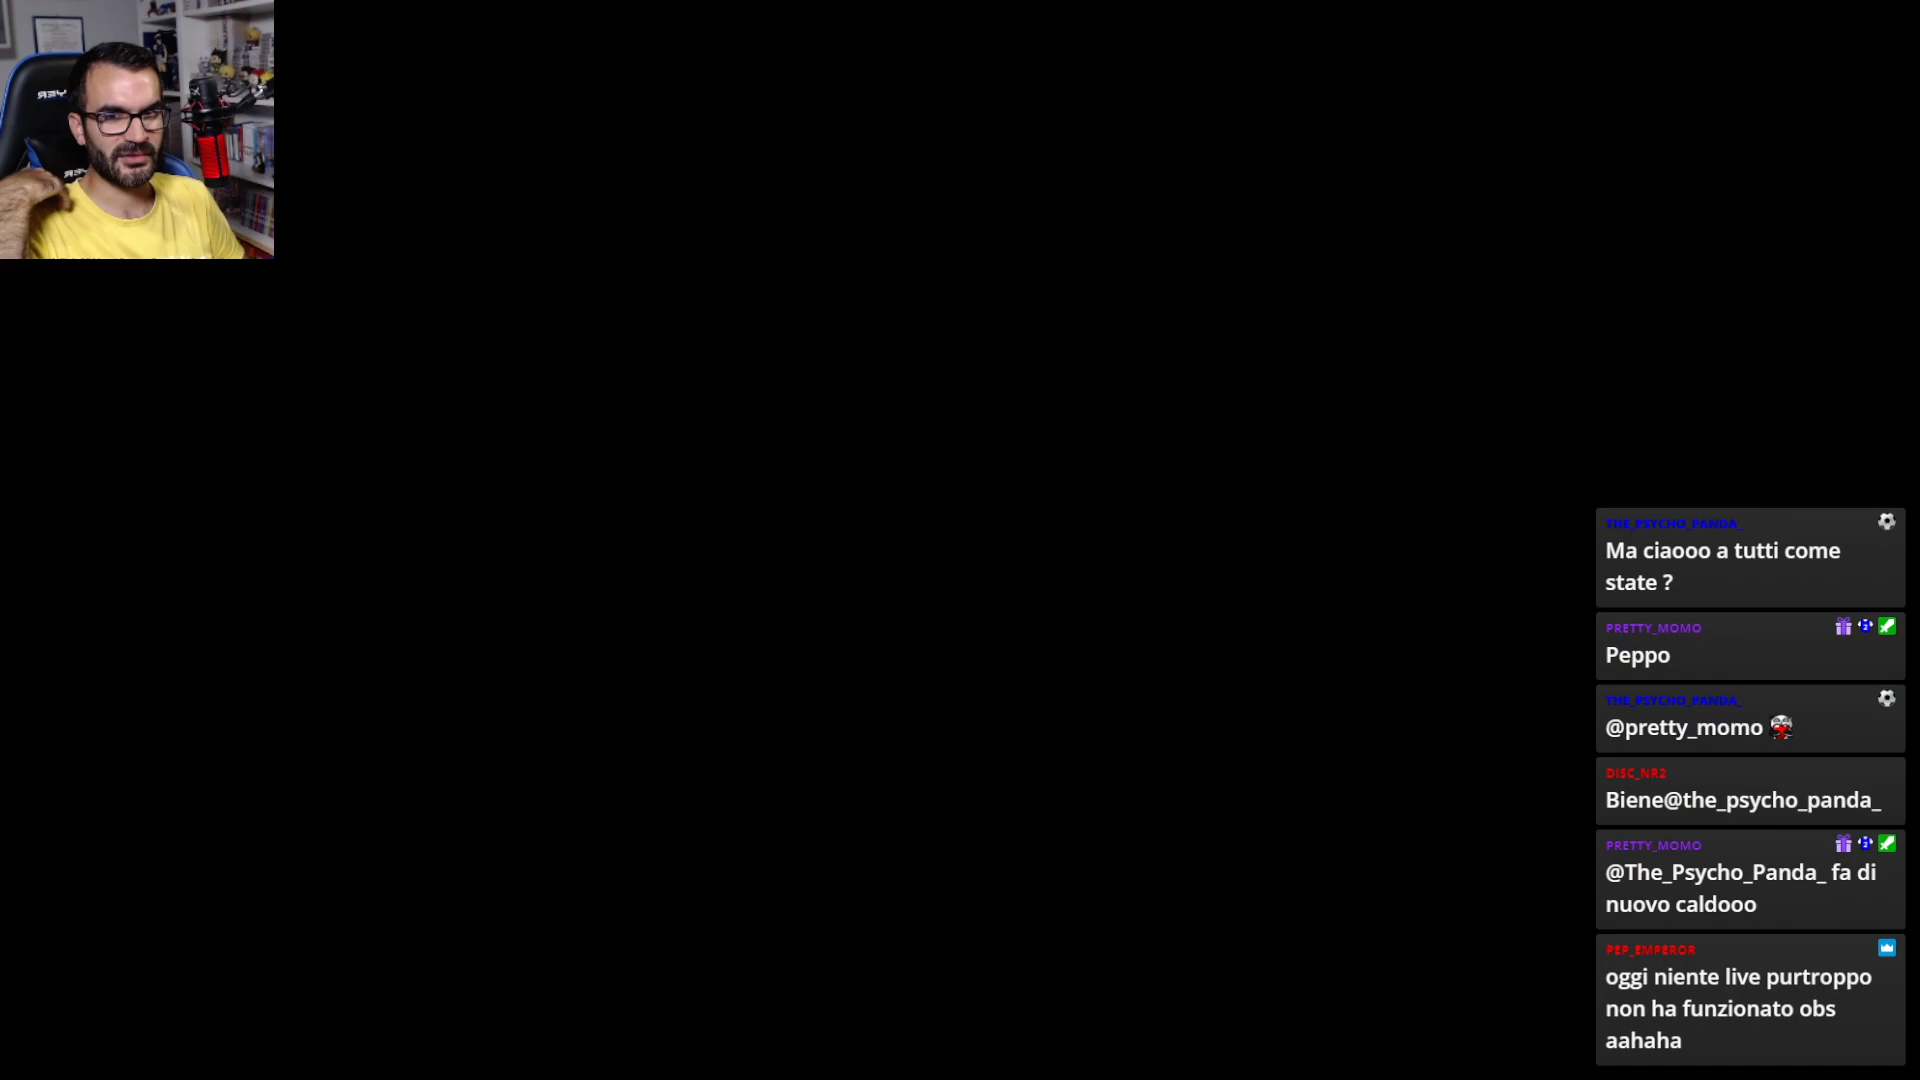 THE_PSYCHO_PANDA_
Ma ciaooo a tutti come
state ?
PRETTY_MOMO
Peppo
THE_PSYCHO_PANDA_
@pretty_momo
DISC_NR2
Biene@the_psycho_panda_
PRETTY_MOMO
@The_Psycho_Panda_ fa di
nuovo caldooo
PEP_EMPEROR
oggi niente live purtroppo
non ha funzionato obs
aahaha